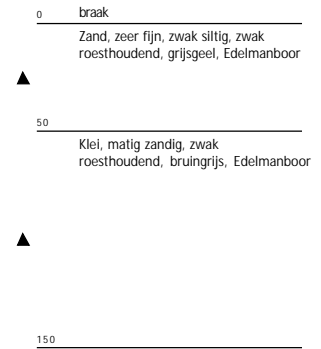 0 braak
Zand, zeer fijn, zwak siltig, zwak
roesthoudend, grijsgeel, Edelmanboor
50
Klei, matig zandig, zwak
roesthoudend, bruingrijs, Edelmanboor
150